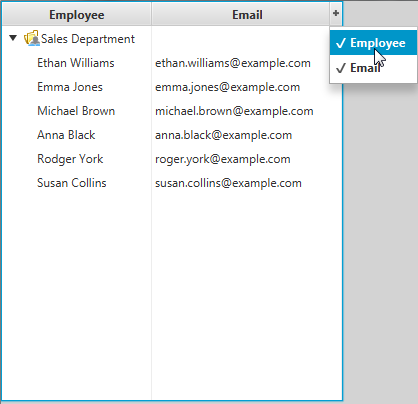 Employee Email +
Sales Department
✓ Employee
Ethan Williams ethan.williams@example.com
✓ Email
Emma Jones emma.jones@example.com
Michael Brown michael.brown@example.com
Anna Black anna.black@example.com
Rodger York roger.york@example.com
Susan Collins susan.collins@example.com